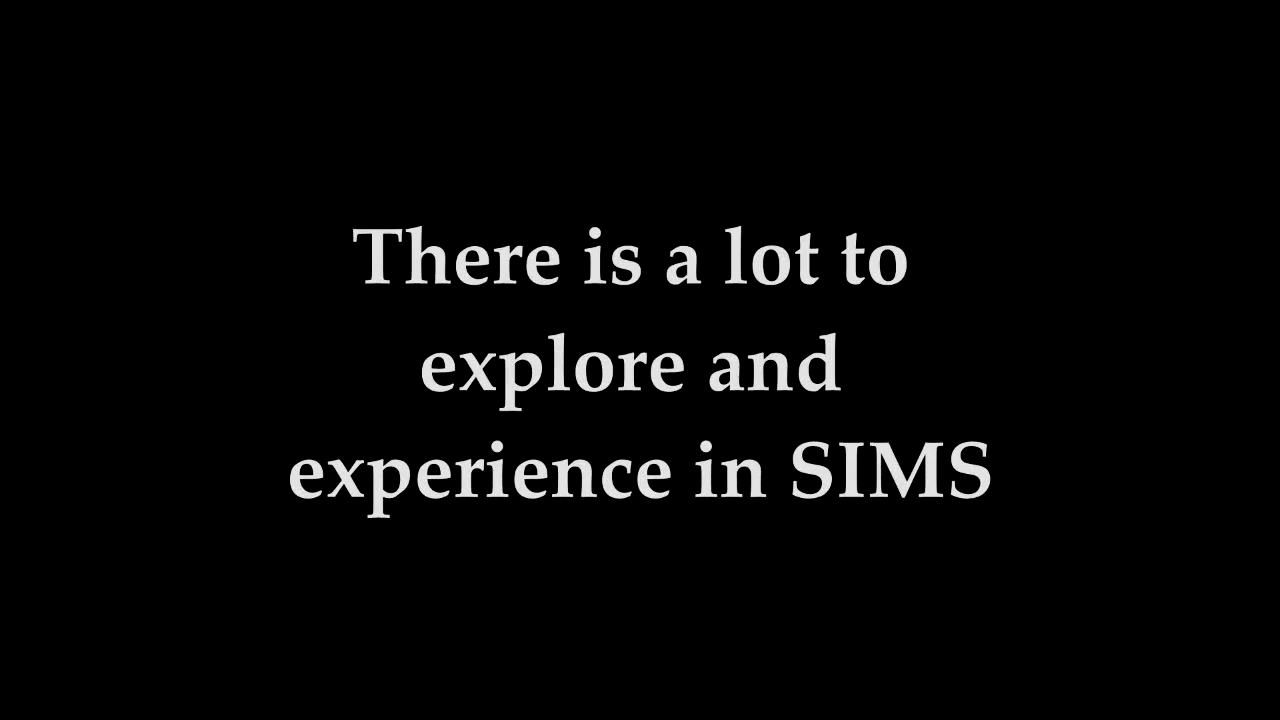 There is a lot to
explore and
experience in SIMS